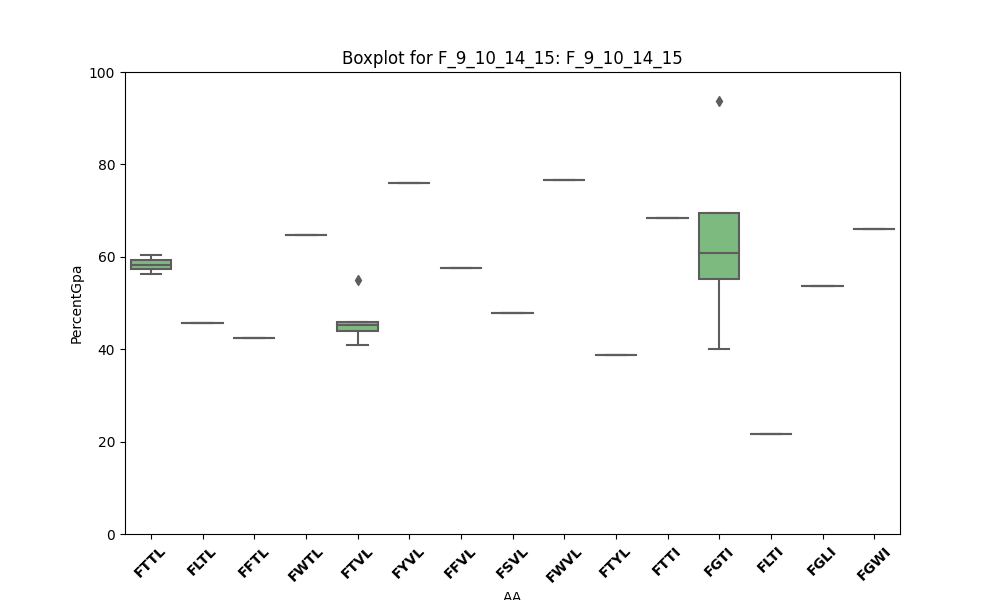 Boxplot for F_9_10_14_15: F_9_10_14_15
100
80
60
40
20
0
PercentGpa
FTTL FLTL FFTL FWTL FTVL FYVL FFVL FSVL FWVL FTYL FTTI FGTI FLTI FGLI FGWI
AA